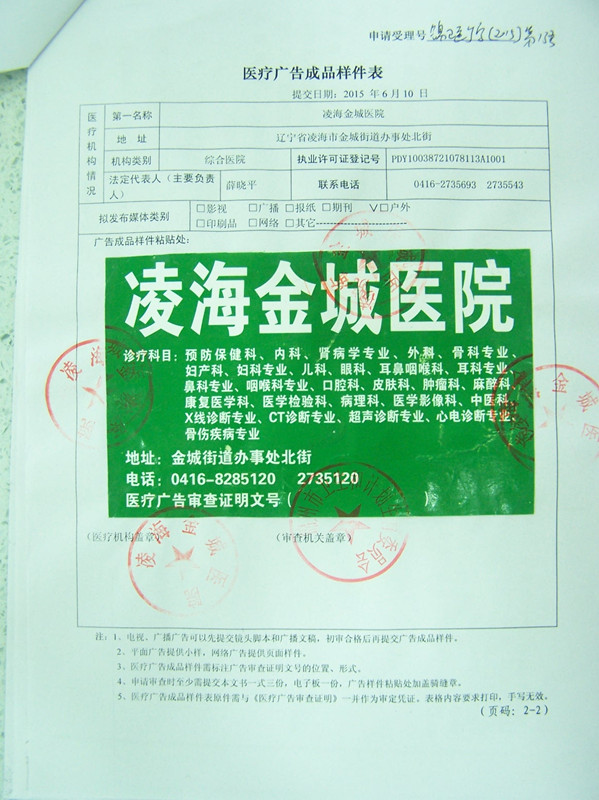 申请受理号 (2015)第1号
医疗广告成品样件表
提交日期：2015 年 6 月 10 日
医疗机构情况
第一名称 凌海金城医院
地 址 辽宁省凌海市金城街道办事处北街
机构类别 综合医院 执业许可证登记号 PDY10038721078113A1001
法定代表人（主要负责人） 薛晓平 联系电话 0416-2735693 2735543
拟发布媒体类别 □影视 □广播 □报纸 □期刊 ∨□户外
□印刷品 □网络 □其它
广告成品样件粘贴处：
凌海金城医院
诊疗科目：预防保健科、内科、肾病学专业、外科、骨科专业、
妇产科、妇科专业、儿科、眼科、耳鼻咽喉科、耳科专业、
鼻科专业、咽喉科专业、口腔科、皮肤科、肿瘤科、麻醉科、
康复医学科、医学检验科、病理科、医学影像科、中医科、
X线诊断专业、CT诊断专业、超声诊断专业、心电诊断专业、
骨伤疾病专业
地址：金城街道办事处北街
电话：0416-8285120 2735120
医疗广告审查证明文号（ ）
（医疗机构盖章） （审查机关盖章）
注：1、电视、广播广告可以先提交镜头脚本和广播文稿，初审合格后再提交广告成品样件。
2、平面广告提供小样，网络广告提供页面样件。
3、医疗广告成品样件需标注广告审查证明文号的位置、形式。
4、申请审查时至少需提交本文书一式三份，电子板一份，广告样件粘贴处加盖骑缝章。
5、医疗广告成品样件表原件需与《医疗广告审查证明》一并作为审定凭证。表格内容要求打印，手写无效。
（页码：2-2）